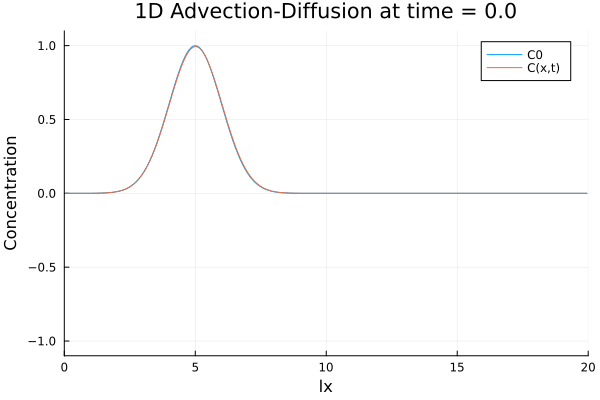 1D Advection-Diffusion at time = 0.0
C0
C(x,t)
Concentration
1.0
0.5
0.0
−0.5
−1.0
0 5 10 15 20
lx